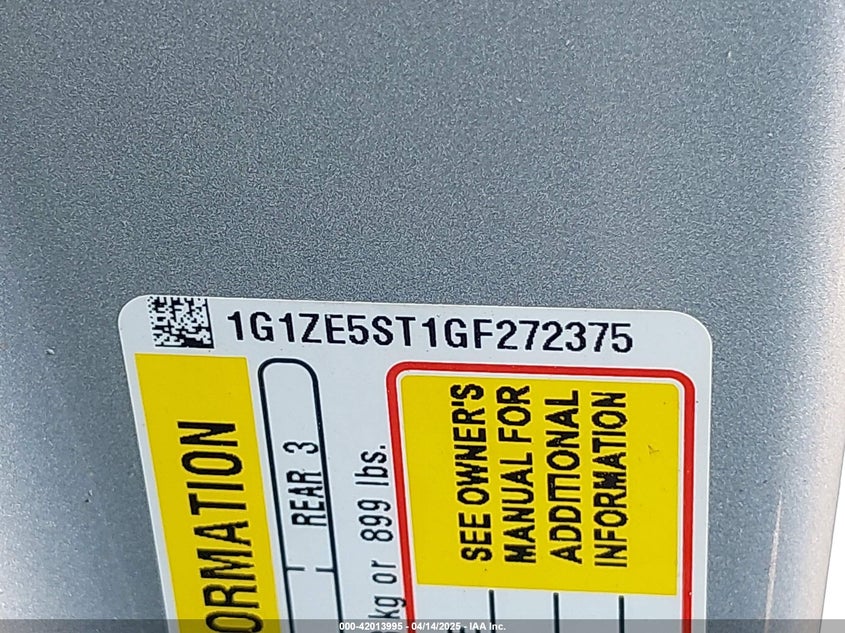 1G1ZE5ST1GF272375
ORMATION
REAR 3
kg or 899 lbs.
SEE OWNER'S
MANUAL FOR
ADDITIONAL
INFORMATION
000-42013995 - 04/14/2025 - IAA Inc.